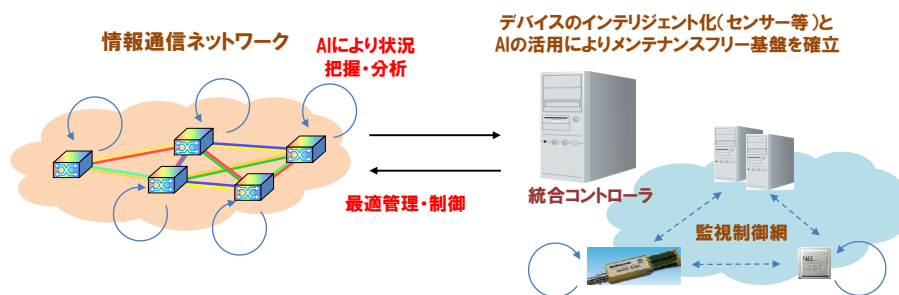 情報通信ネットワーク
AIにより状況
把握・分析
デバイスのインテリジェント化(センサー等)と
AIの活用によりメンテナンスフリー基盤を確立
最適管理・制御
統合コントローラ
監視制御網
NEC